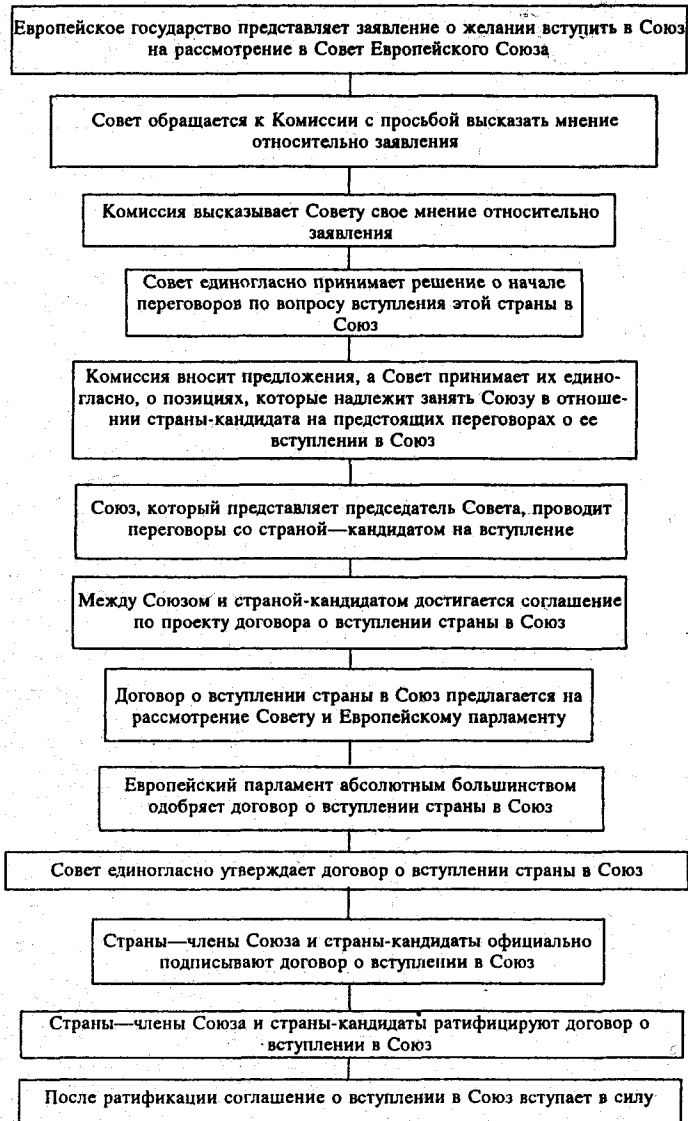 Европейское государство представляет заявление о желании вступить в Союз
на рассмотрение в Совет Европейского Союза
Совет обращается к Комиссии с просьбой высказать мнение
относительно заявления
Комиссия высказывает Совету свое мнение относительно
заявления
Совет единогласно принимает решение о начале
переговоров по вопросу вступления этой страны в
Союз
Комиссия вносит предложения, а Совет принимает их едино-
гласно, о позициях, которые надлежит занять Союзу в отноше-
нии страны-кандидата на предстоящих переговорах о ее
вступлении в Союз
Союз, который представляет председатель Совета, проводит
переговоры со страной—кандидатом на вступление
Между Союзом и страной-кандидатом достигается соглашение
по проекту договора о вступлении страны в Союз
Договор о вступлении страны в Союз предлагается на
рассмотрение Совету и Европейскому парламенту
Европейский парламент абсолютным большинством
одобряет договор о вступлении страны в Союз
Совет единогласно утверждает договор о вступлении страны в Союз
Страны—члены Союза и страны-кандидаты официально
подписывают договор о вступлении в Союз
Страны—члены Союза и страны-кандидаты ратифицируют договор о
вступлении в Союз
После ратификации соглашение о вступлении в Союз вступает в силу